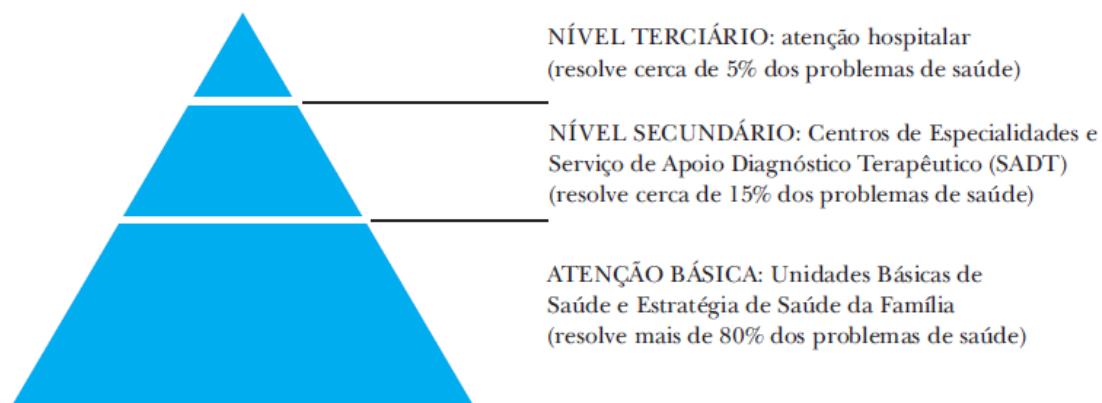 NÍVEL TERCIÁRIO: atenção hospitalar
(resolve cerca de 5% dos problemas de saúde)
NÍVEL SECUNDÁRIO: Centros de Especialidades e
Serviço de Apoio Diagnóstico Terapêutico (SADT)
(resolve cerca de 15% dos problemas de saúde)
ATENÇÃO BÁSICA: Unidades Básicas de
Saúde e Estratégia de Saúde da Família
(resolve mais de 80% dos problemas de saúde)